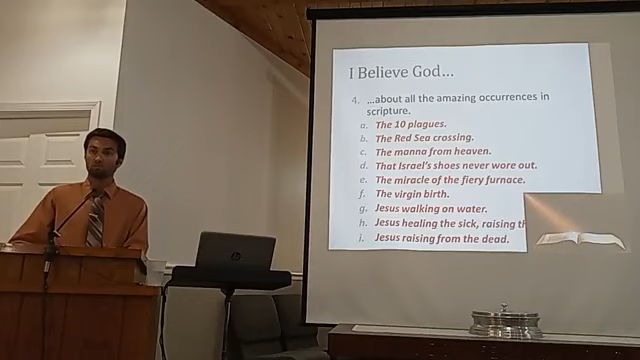 I Believe God...
4. ...about all the amazing occurrences in
scripture.
a. The 10 plagues.
b. The Red Sea crossing.
c. The manna from heaven.
d. That Israel's shoes never wore out.
e. The miracle of the fiery furnace.
f. The virgin birth.
g. Jesus walking on water.
h. Jesus healing the sick, raising th
i. Jesus raising from the dead.
hp